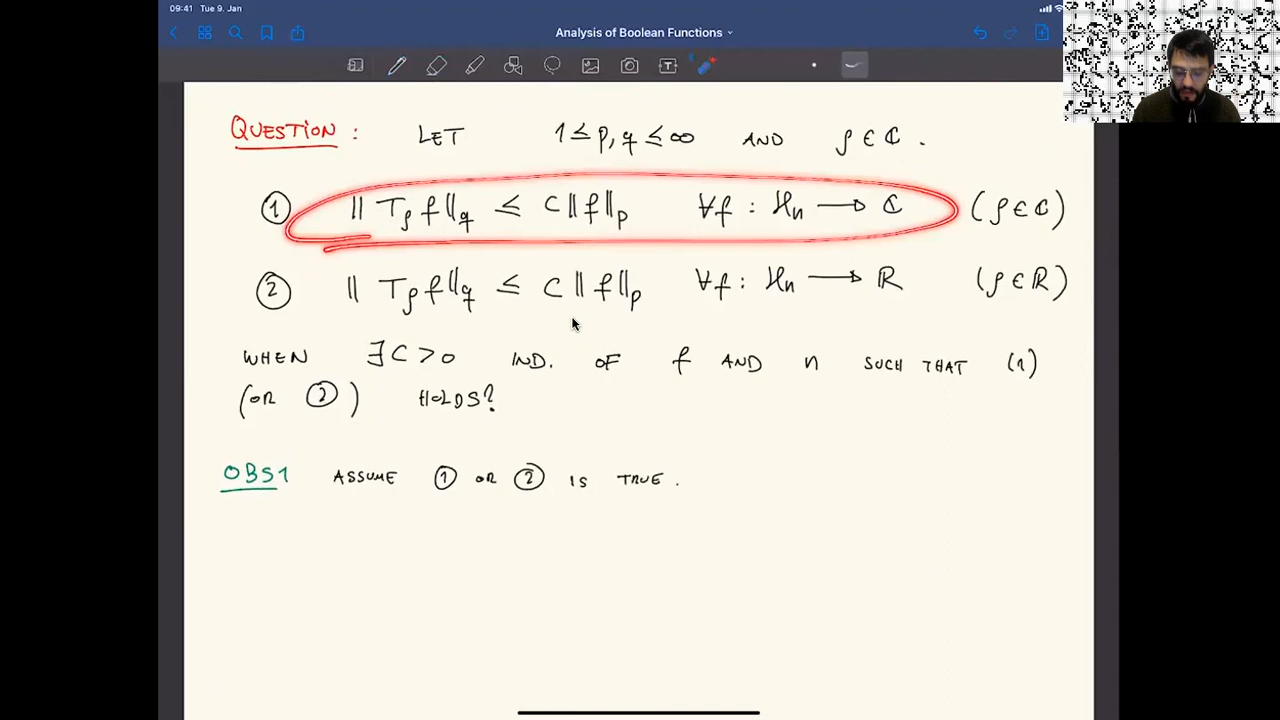 09:41 Tue 9. Jan
Analysis of Boolean Functions
QUESTION : LET 1 ≤ p, q ≤ ∞ AND ρ ∈ ℂ .
① ‖ T_ρ f ‖_q ≤ C ‖ f ‖_p ∀f : H_n → ℂ (ρ ∈ ℂ)
② ‖ T_ρ f ‖_q ≤ C ‖ f ‖_p ∀f : H_n → ℝ (ρ ∈ ℝ)
WHEN ∃ C > 0 IND. OF f AND n SUCH THAT (1)
(OR ②) HOLDS?
OBS1 ASSUME ① OR ② IS TRUE .